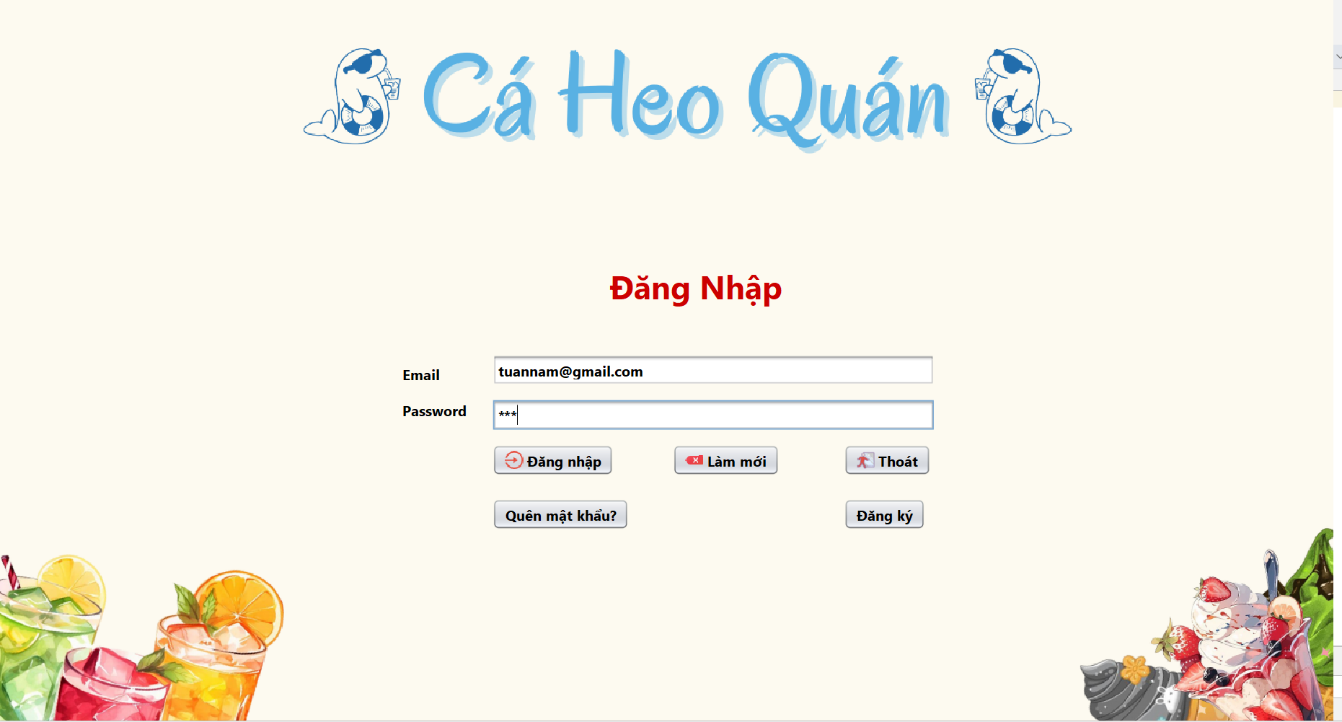 Cá Heo Quán
Đăng Nhập
Email
tuannam@gmail.com
Password
***
Đăng nhập
Làm mới
Thoát
Quên mật khẩu?
Đăng ký